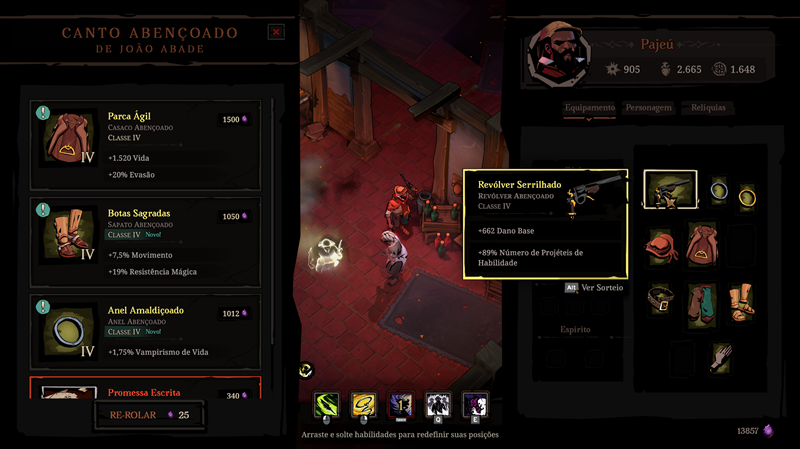 CANTO ABENÇOADO
DE JOÃO ABADE
Parca Ágil
1500
CASACO ABENÇOADO
CLASSE IV
IV
+1.520 Vida
+20% Evasão
Botas Sagradas
1050
SAPATO ABENÇOADO
CLASSE IV Novo!
IV
+7,5% Movimento
+19% Resistência Mágica
Anel Amaldiçoado
1012
ANEL ABENÇOADO
CLASSE IV Novo!
IV
+1,75% Vampirismo de Vida
Promessa Escrita
340
RE-ROLAR 25
Pajeú
905 2.665 1.648
Equipamento Personagem Relíquias
Revólver Serrilhado
REVÓLVER ABENÇOADO
CLASSE IV
+662 Dano Base
+89% Número de Projéteis de
Habilidade
Alt Ver Sorteio
Espírito
Q E
Arraste e solte habilidades para redefinir suas posições
13857